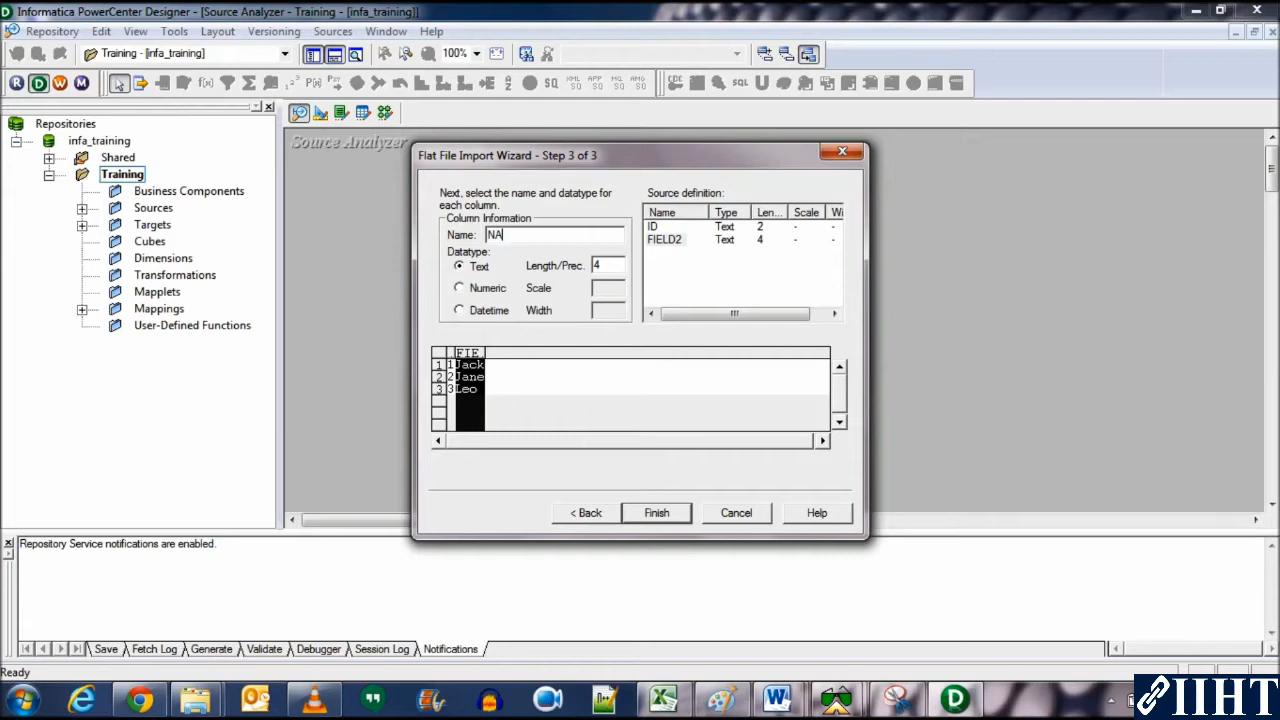 Informatica PowerCenter Designer - [Source Analyzer - Training - [infa_training]]
Repository Edit View Tools Layout Versioning Sources Window Help
Training - [infa_training] 100%
Repositories
infa_training
Shared
Training
Business Components
Sources
Targets
Cubes
Dimensions
Transformations
Mapplets
Mappings
User-Defined Functions
Source Analyzer
Flat File Import Wizard - Step 3 of 3
Next, select the name and datatype for
each column.
Column Information
Name: NA
Datatype:
Text Length/Prec. 4
Numeric Scale
Datetime Width
Source definition:
Name Type Len... Scale Wi
ID Text 2 - -
FIELD2 Text 4 - -
FIE.
1 1 Jack
2 2 Jane
3 3 Leo
< Back Finish Cancel Help
Repository Service notifications are enabled.
Save Fetch Log Generate Validate Debugger Session Log Notifications
Ready
IIHT